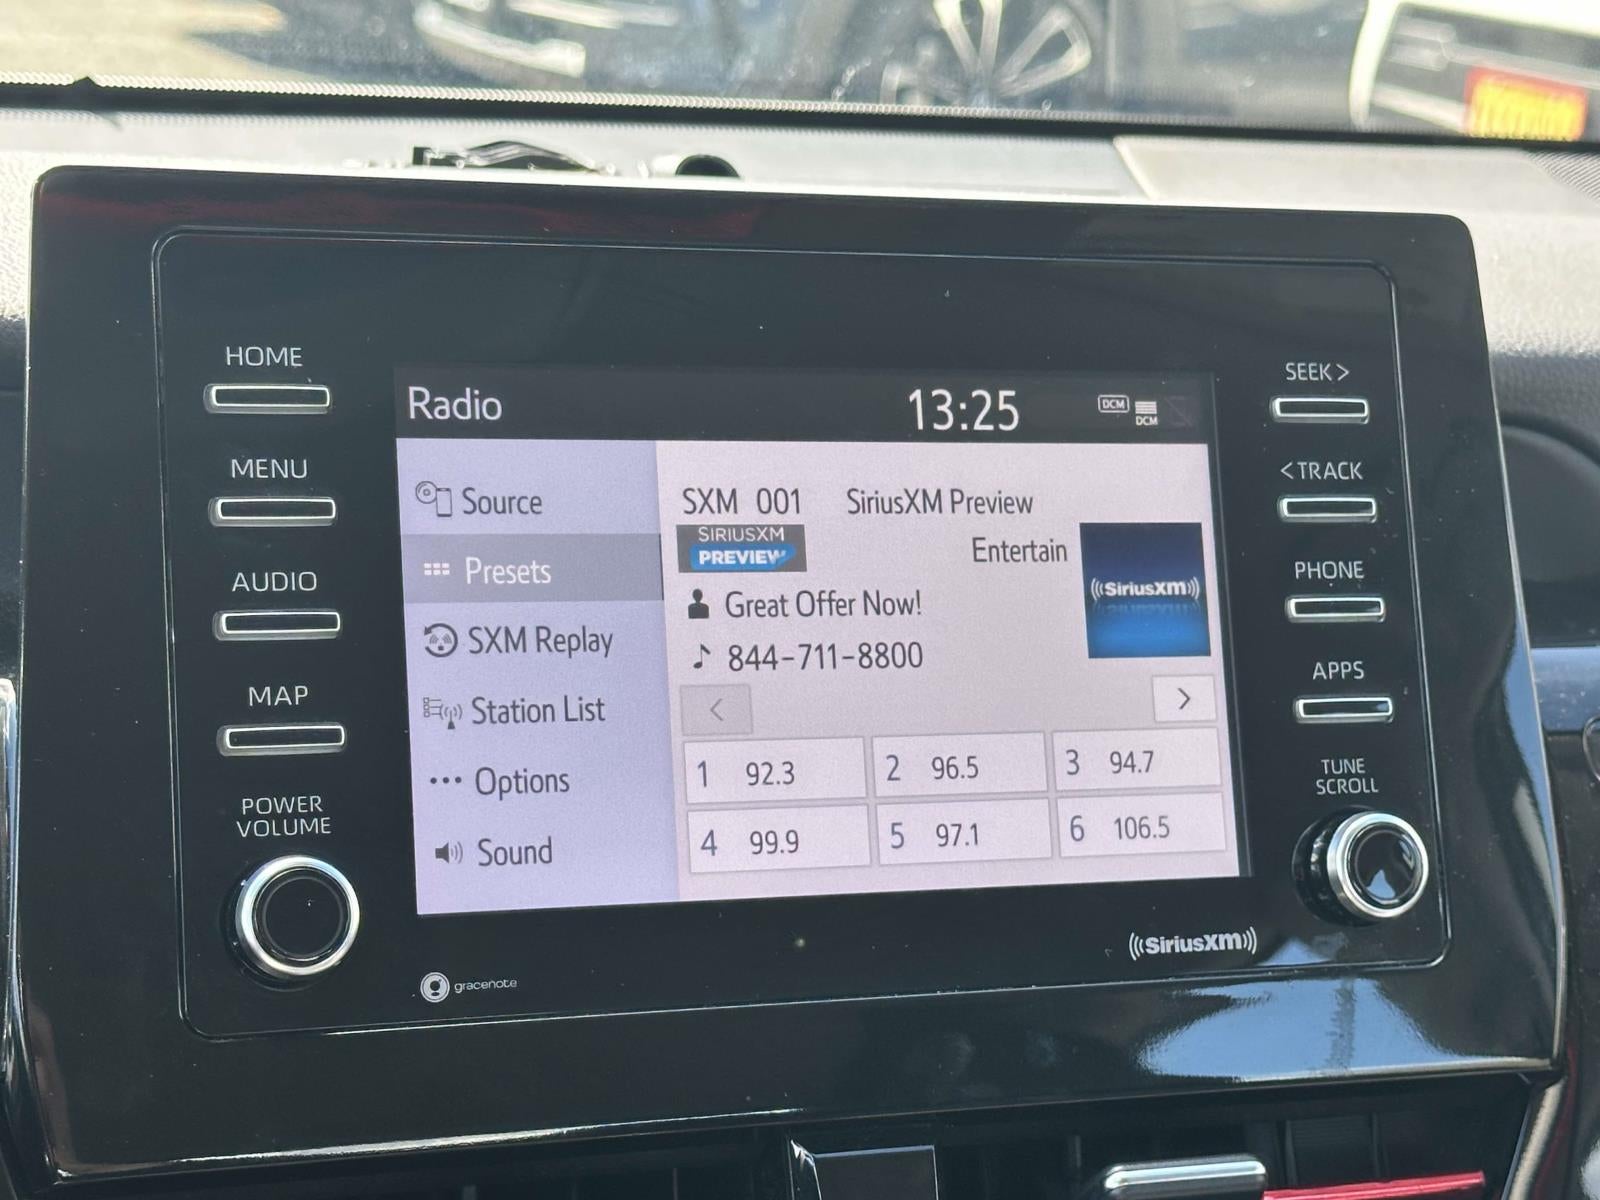 HOME
MENU
AUDIO
MAP
POWER
VOLUME
Radio
13:25
DCM
DCM
Source
Presets
SXM Replay
Station List
Options
Sound
SXM 001 SiriusXM Preview
SIRIUSXM
PREVIEW
Entertain
SiriusXM
Great Offer Now!
844-711-8800
<
>
1 92.3
2 96.5
3 94.7
4 99.9
5 97.1
6 106.5
SEEK >
< TRACK
PHONE
APPS
TUNE
SCROLL
gracenote
SiriusXM